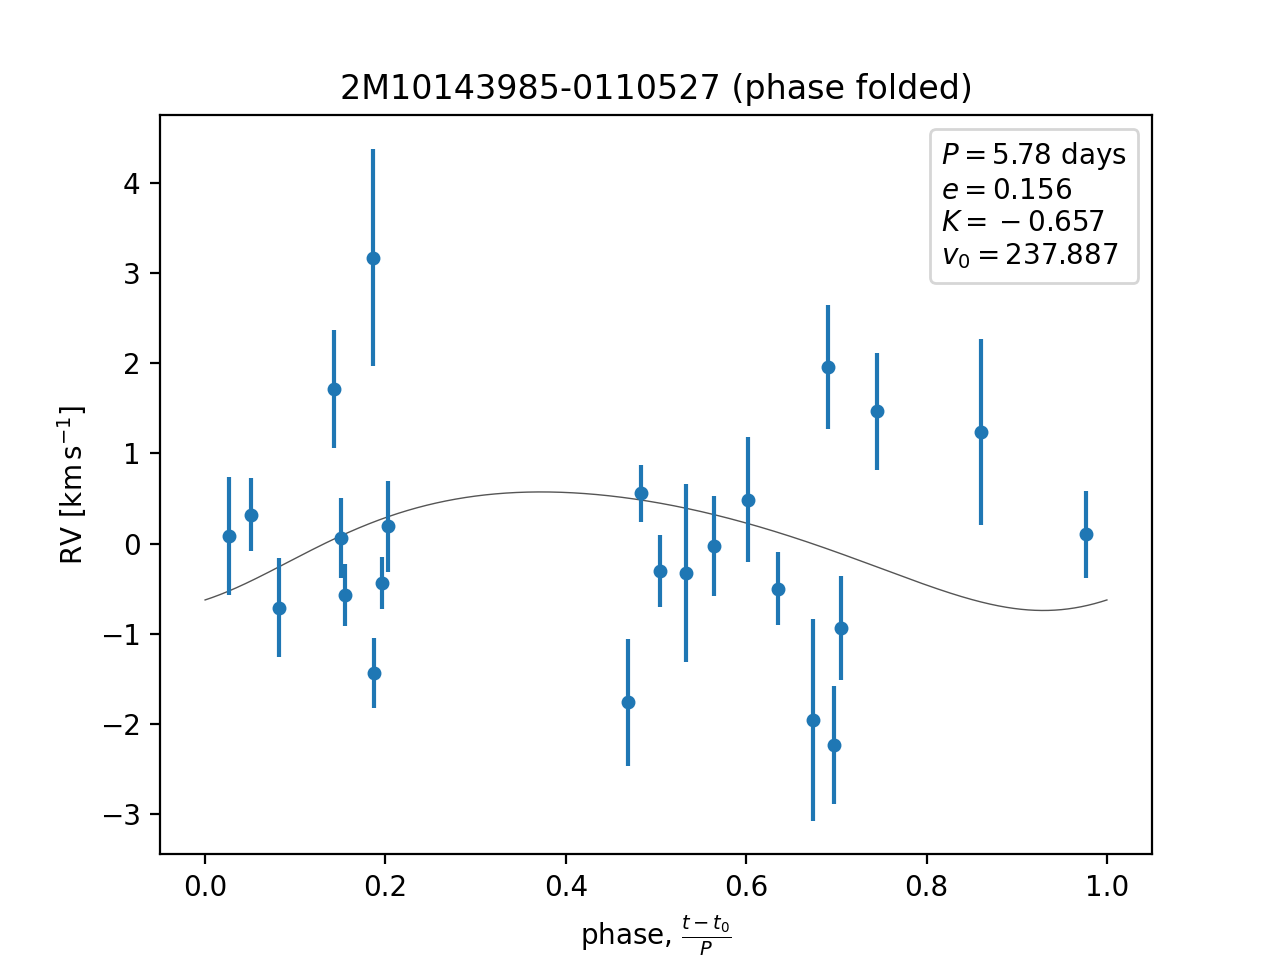 2M10143985-0110527 (phase folded)
P = 5.78 days
e = 0.156
K = −0.657
v₀ = 237.887
4
3
2
1
0
−1
−2
−3
RV [km s⁻¹]
0.0 0.2 0.4 0.6 0.8 1.0
phase, (t − t₀)/P